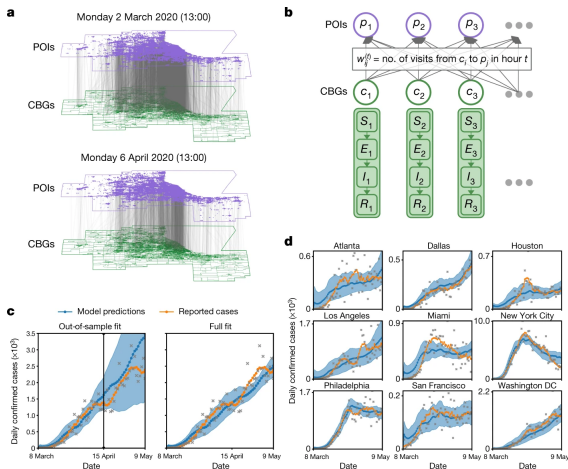 a
Monday 2 March 2020 (13:00)
POIs
CBGs
Monday 6 April 2020 (13:00)
POIs
CBGs
b
POIs
p1 p2 p3
w(t)ij = no. of visits from ci to pj in hour t
CBGs
c1 c2 c3
S1 S2 S3
E1 E2 E3
I1 I2 I3
R1 R2 R3
c
Model predictions Reported cases
Out-of-sample fit Full fit
Daily confirmed cases (×10³)
3.5
3.0
2.5
2.0
1.5
1.0
0.5
0
8 March 15 April 9 May
8 March 15 April 9 May
Date Date
d
Daily confirmed cases (×10³)
Atlanta Dallas Houston
0.6 0.5 0.7
0 0 0
Los Angeles Miami New York City
1.7 0.9 10.0
0 0 0
Philadelphia San Francisco Washington DC
1.7 0.2 2.2
0 0 0
8 March 9 May 8 March 9 May 8 March 9 May
Date Date Date